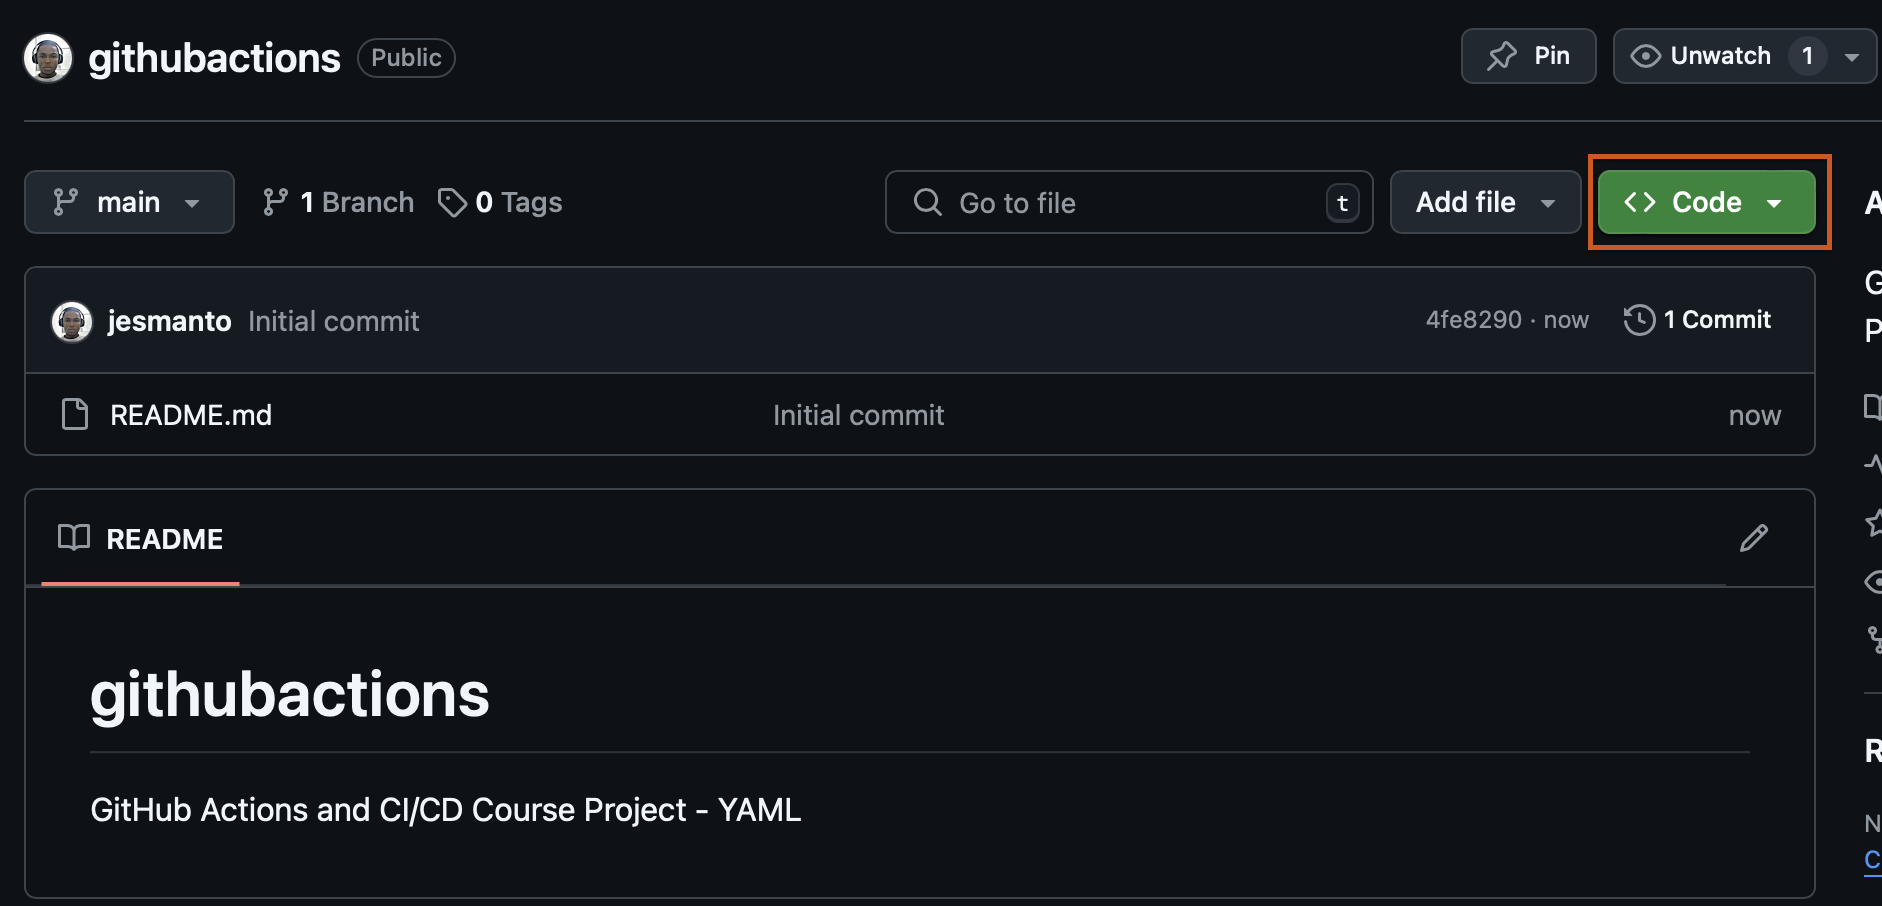 githubactions Public Pin Unwatch 1
main 1 Branch 0 Tags Go to file t Add file <> Code
jesmanto Initial commit 4fe8290 · now 1 Commit
README.md Initial commit now
README
githubactions
GitHub Actions and CI/CD Course Project - YAML